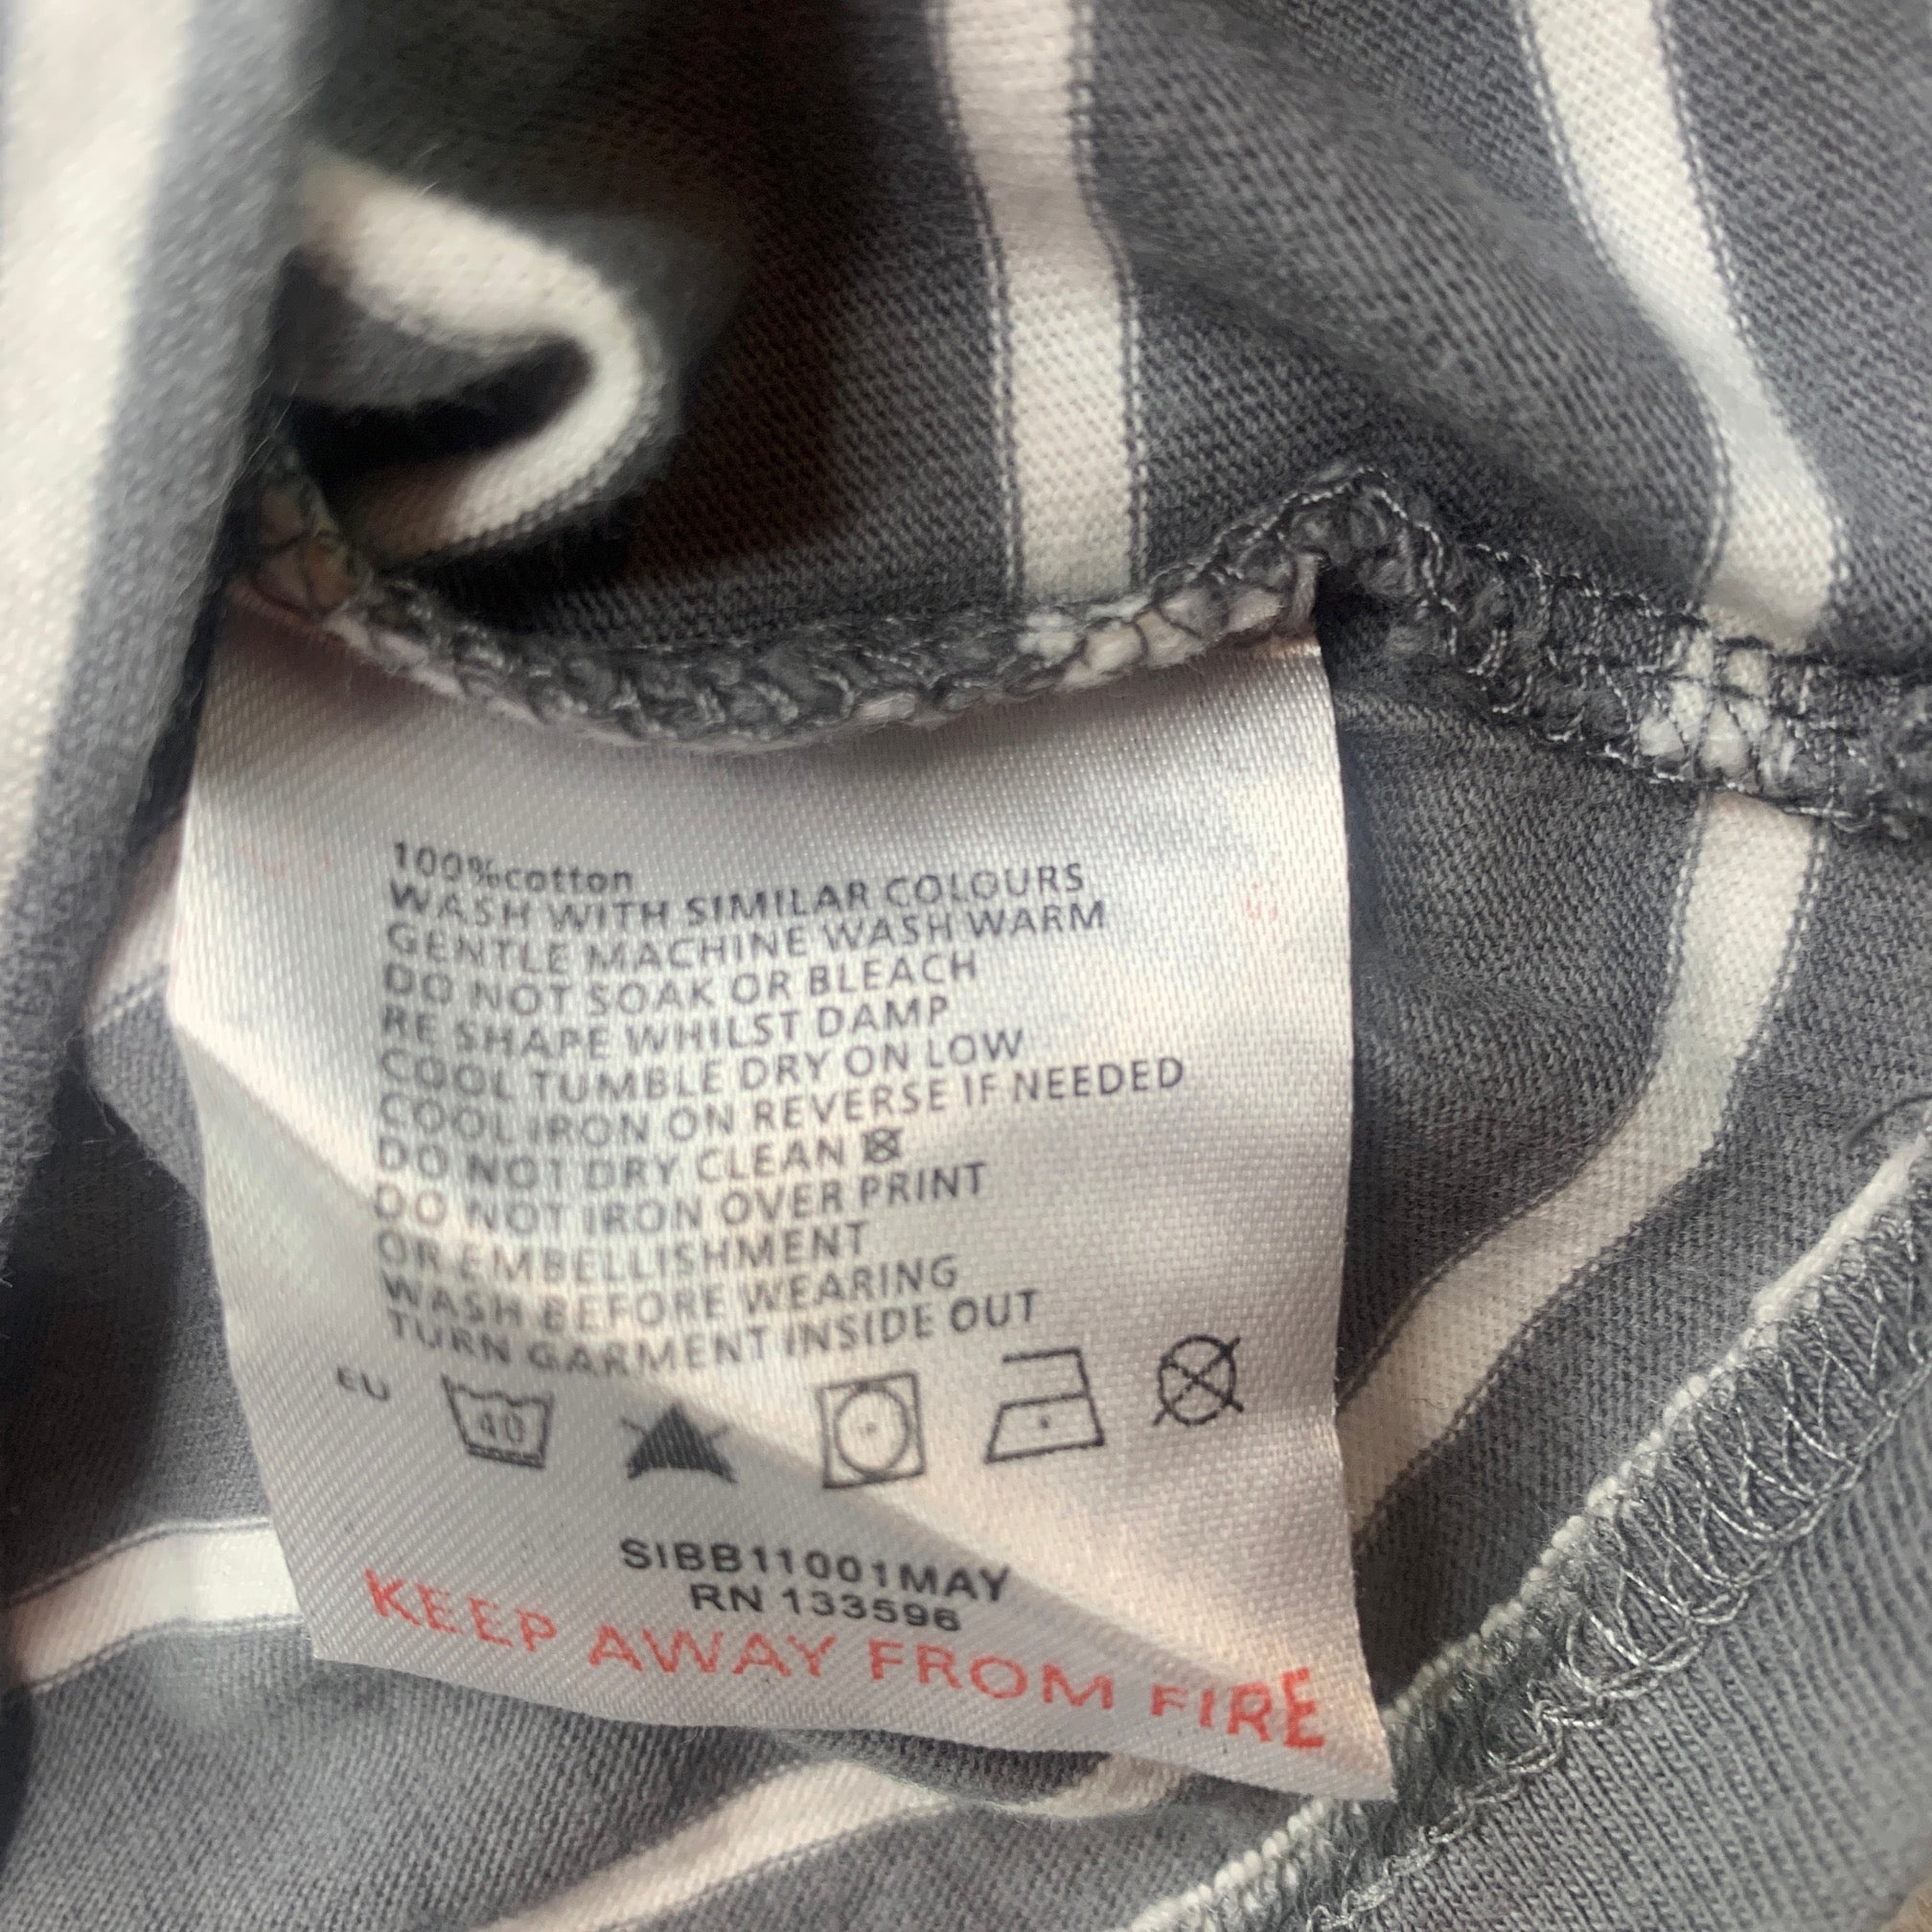 100%cotton
WASH WITH SIMILAR COLOURS
GENTLE MACHINE WASH WARM
DO NOT SOAK OR BLEACH
RE SHAPE WHILST DAMP
COOL TUMBLE DRY ON LOW
COOL IRON ON REVERSE IF NEEDED
DO NOT DRY CLEAN
DO NOT IRON OVER PRINT
OR EMBELLISHMENT
WASH BEFORE WEARING
TURN GARMENT INSIDE OUT
EU 40
SIBB11001MAY
RN 133596
KEEP AWAY FROM FIRE